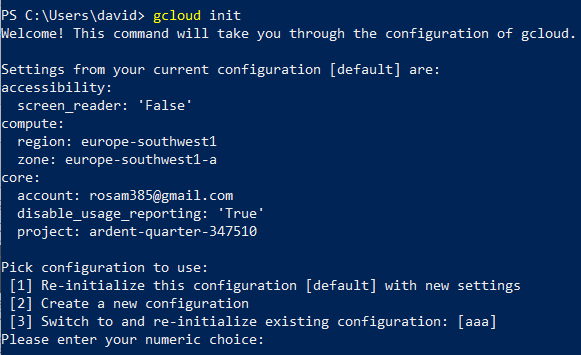 PS C:\Users\david> gcloud init
Welcome! This command will take you through the configuration of gcloud.
Settings from your current configuration [default] are:
accessibility:
  screen_reader: 'False'
compute:
  region: europe-southwest1
  zone: europe-southwest1-a
core:
  account: rosam385@gmail.com
  disable_usage_reporting: 'True'
  project: ardent-quarter-347510
Pick configuration to use:
 [1] Re-initialize this configuration [default] with new settings
 [2] Create a new configuration
 [3] Switch to and re-initialize existing configuration: [aaa]
Please enter your numeric choice: